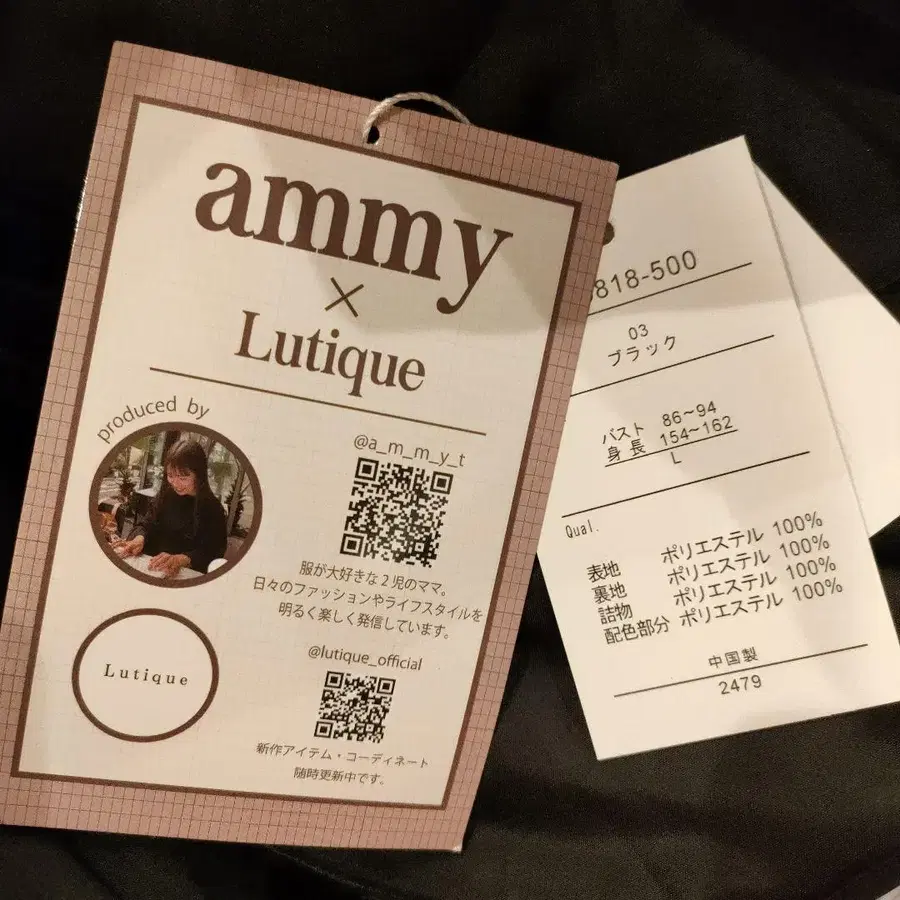 ammy
×
Lutique
produced by
@a_m_m_y_t
服が大好きな2児のママ。
日々のファッションやライフスタイルを
明るく楽しく発信しています。
Lutique
@lutique_official
新作アイテム・コーディネート
随時更新中です。
818-500
03
ブラック
バスト 86~94
身長 154~162
L
Qual.
表地 ポリエステル 100%
裏地 ポリエステル 100%
詰物 ポリエステル 100%
配色部分 ポリエステル 100%
中国製
2479